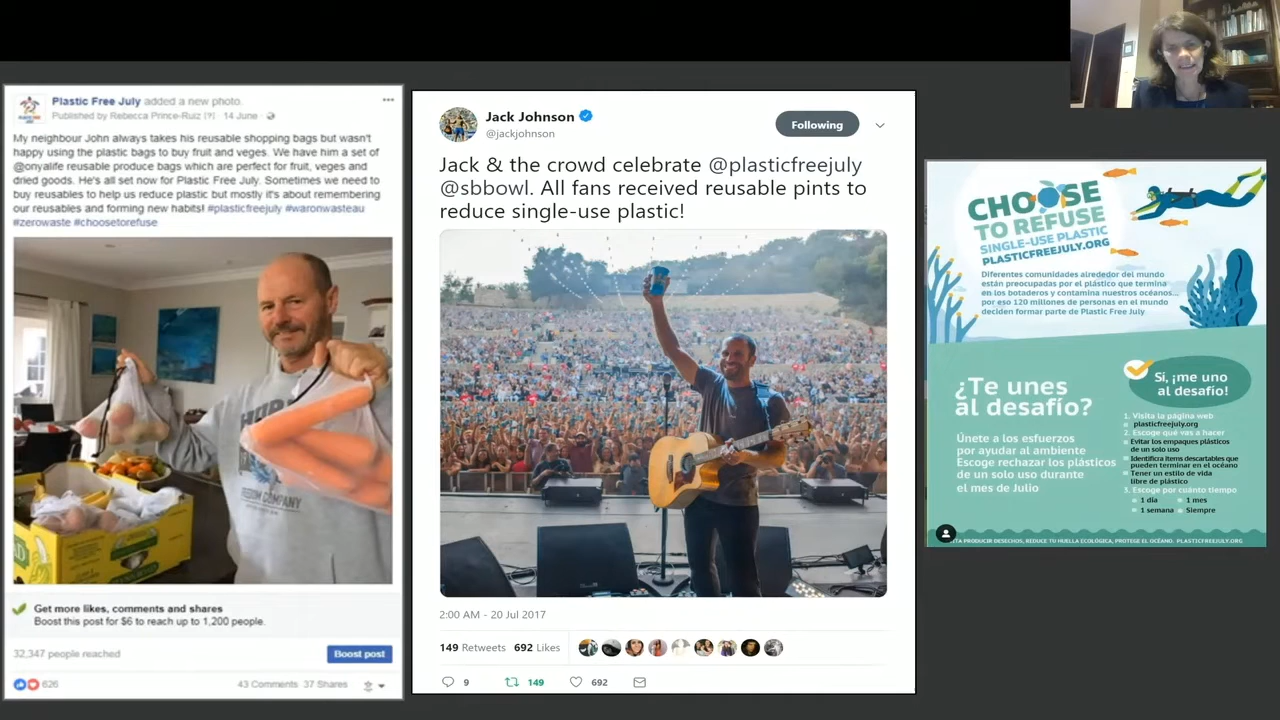 Plastic Free July added a new photo.
Published by Rebecca Prince-Ruiz [?] · 14 June ·
My neighbour John always takes his reusable shopping bags but wasn't
happy using the plastic bags to buy fruit and veges. We have him a set of
@onyalife reusable produce bags which are perfect for fruit, veges and
dried goods. He's all set now for Plastic Free July. Sometimes we need to
buy reusables to help us reduce plastic but mostly it's about remembering
our reusables and forming new habits! #plasticfreejuly #waronwasteau
#zerowaste #choosetorefuse
Get more likes, comments and shares
Boost this post for $6 to reach up to 1,200 people.
32,347 people reached
Boost post
626
43 Comments 37 Shares
Jack Johnson
@jackjohnson
Following
Jack & the crowd celebrate @plasticfreejuly
@sbbowl. All fans received reusable pints to
reduce single-use plastic!
2:00 AM - 20 Jul 2017
149 Retweets 692 Likes
9 149 692
CHOOSE
TO REFUSE
SINGLE-USE PLASTIC
PLASTICFREEJULY.ORG
Diferentes comunidades alrededor del mundo
están preocupadas por el plástico que termina
en los botaderos y contamina nuestros océanos...
por eso 120 millones de personas en el mundo
deciden formar parte de Plastic Free July
¿Te unes
al desafío?
Únete a los esfuerzos
por ayudar al ambiente
Escoge rechazar los plásticos
de un solo uso durante
el mes de Julio
Sí, ¡me uno
al desafío!
1. Visita la página web
plasticfreejuly.org
2. Escoge qué vas a hacer
Evitar los empaques plásticos
de un solo uso
Identifica ítems descartables que
pueden terminar en el océano
Tener un estilo de vida
libre de plástico
3. Escoge por cuánto tiempo
1 día 1 mes
1 semana Siempre
PRODUCIR DESECHOS, REDUCE TU HUELLA ECOLÓGICA, PROTEGE EL OCÉANO. PLASTICFREEJULY.ORG